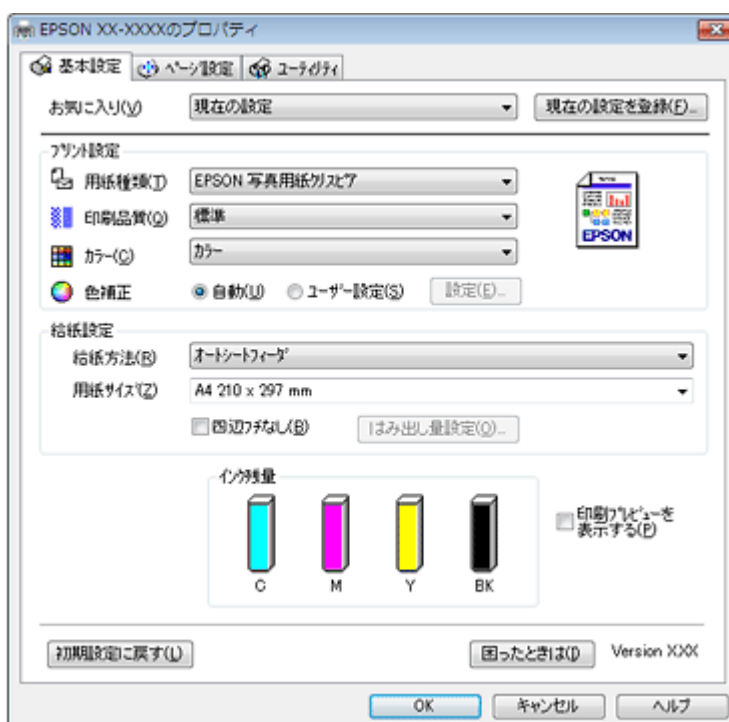 EPSON XX-XXXXのプロパティ
基本設定 ページ設定 ユーティリティ
お気に入り(V) 現在の設定 現在の設定を登録(F)...
プリント設定
用紙種類(T) EPSON 写真用紙クリスピア
印刷品質(Q) 標準
EPSON
カラー(C) カラー
色補正 自動(U) ユーザー設定(S) 設定(E)...
給紙設定
給紙方法(R) オートシートフィーダ
用紙サイズ(Z) A4 210 x 297 mm
四辺フチなし(B) はみ出し量設定(O)...
インク残量
印刷プレビューを
表示する(P)
C M Y BK
初期設定に戻す(L) 困ったときは(I) Version X.XX
OK キャンセル ヘルプ